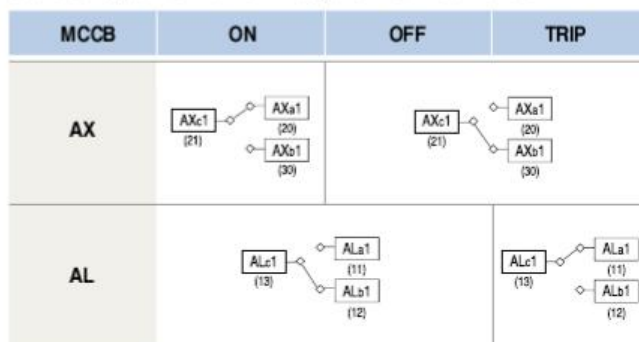 MCCB ON OFF TRIP
AX
AXc1
(21)
AXa1
(20)
AXb1
(30)
AXc1
(21)
AXa1
(20)
AXb1
(30)
AL
ALc1
(13)
ALa1
(11)
ALb1
(12)
ALc1
(13)
ALa1
(11)
ALb1
(12)